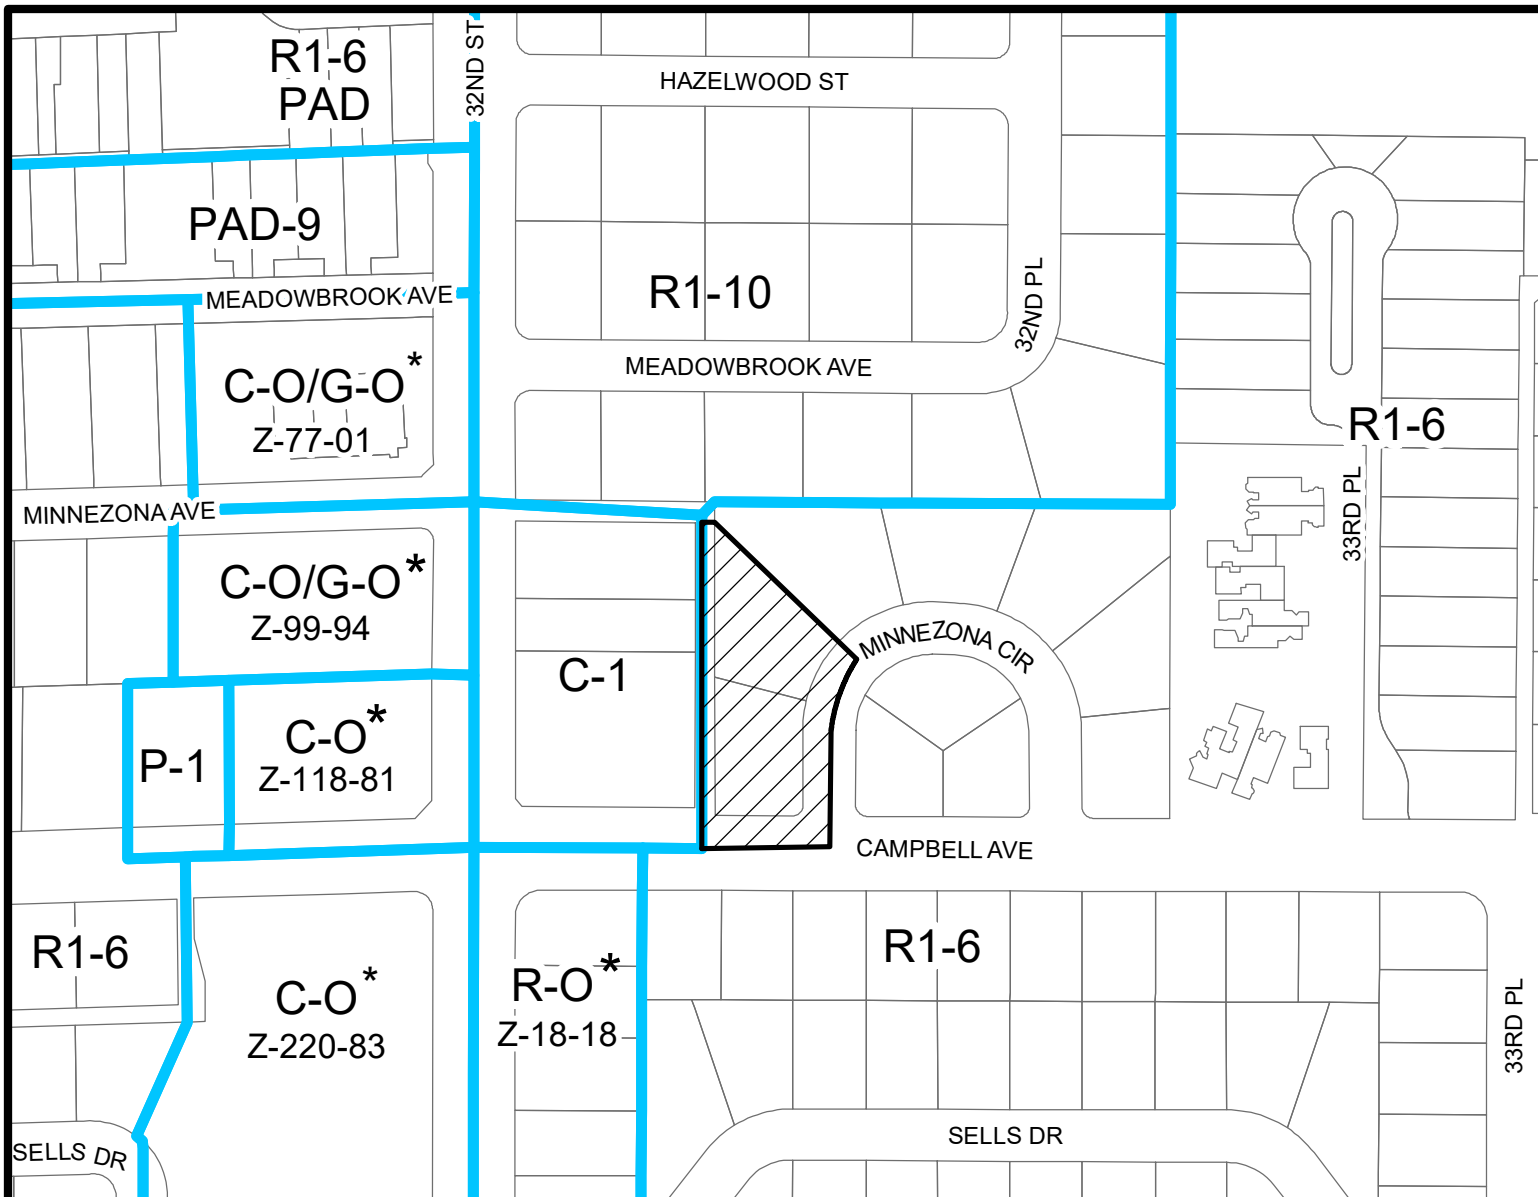 R1-6
PAD
32ND ST
HAZELWOOD ST
PAD-9
MEADOWBROOK AVE
R1-10
32ND PL
MEADOWBROOK AVE
C-O/G-O*
Z-77-01
R1-6
MINNEZONA AVE
33RD PL
C-O/G-O*
Z-99-94
MINNEZONA CIR
C-1
P-1
C-O*
Z-118-81
CAMPBELL AVE
R1-6
C-O*
Z-220-83
R-O*
Z-18-18
R1-6
33RD PL
SELLS DR
SELLS DR